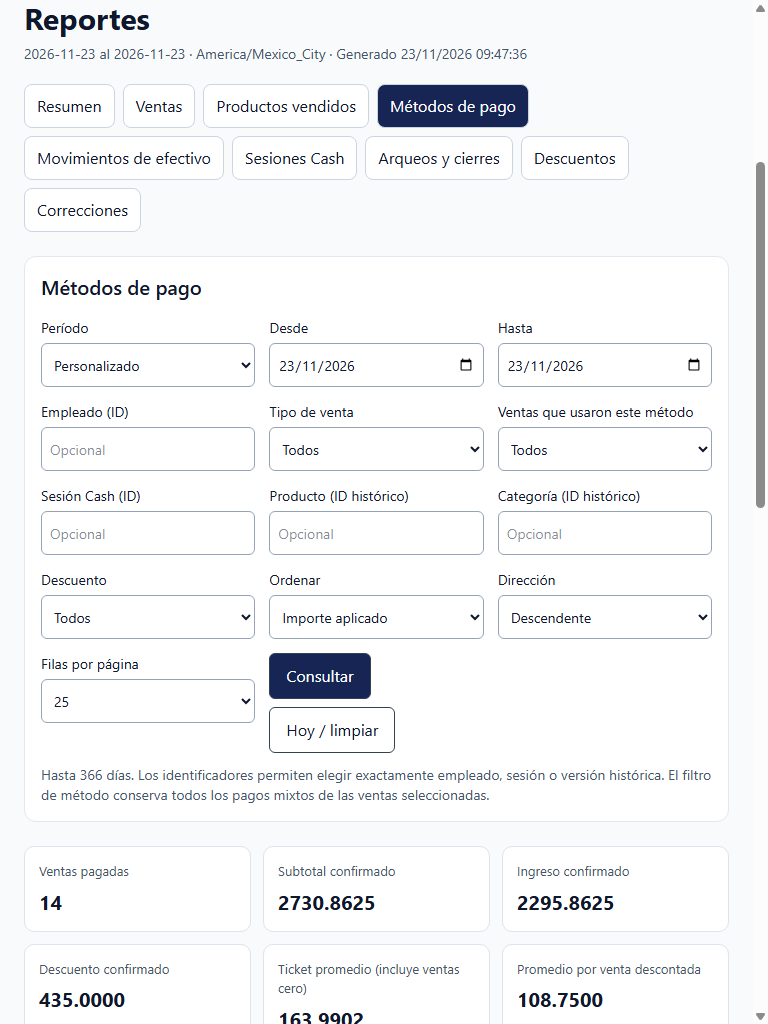 Reportes
2026-11-23 al 2026-11-23 · America/Mexico_City · Generado 23/11/2026 09:47:36
Resumen Ventas Productos vendidos Métodos de pago
Movimientos de efectivo Sesiones Cash Arqueos y cierres Descuentos
Correcciones
Métodos de pago
Período Desde Hasta
Personalizado 23/11/2026 23/11/2026
Empleado (ID) Tipo de venta Ventas que usaron este método
Opcional Todos Todos
Sesión Cash (ID) Producto (ID histórico) Categoría (ID histórico)
Opcional Opcional Opcional
Descuento Ordenar Dirección
Todos Importe aplicado Descendente
Filas por página
25
Consultar
Hoy / limpiar
Hasta 366 días. Los identificadores permiten elegir exactamente empleado, sesión o versión histórica. El filtro
de método conserva todos los pagos mixtos de las ventas seleccionadas.
Ventas pagadas Subtotal confirmado Ingreso confirmado
14 2730.8625 2295.8625
Descuento confirmado Ticket promedio (incluye ventas cero) Promedio por venta descontada
435.0000 163.9902 108.7500